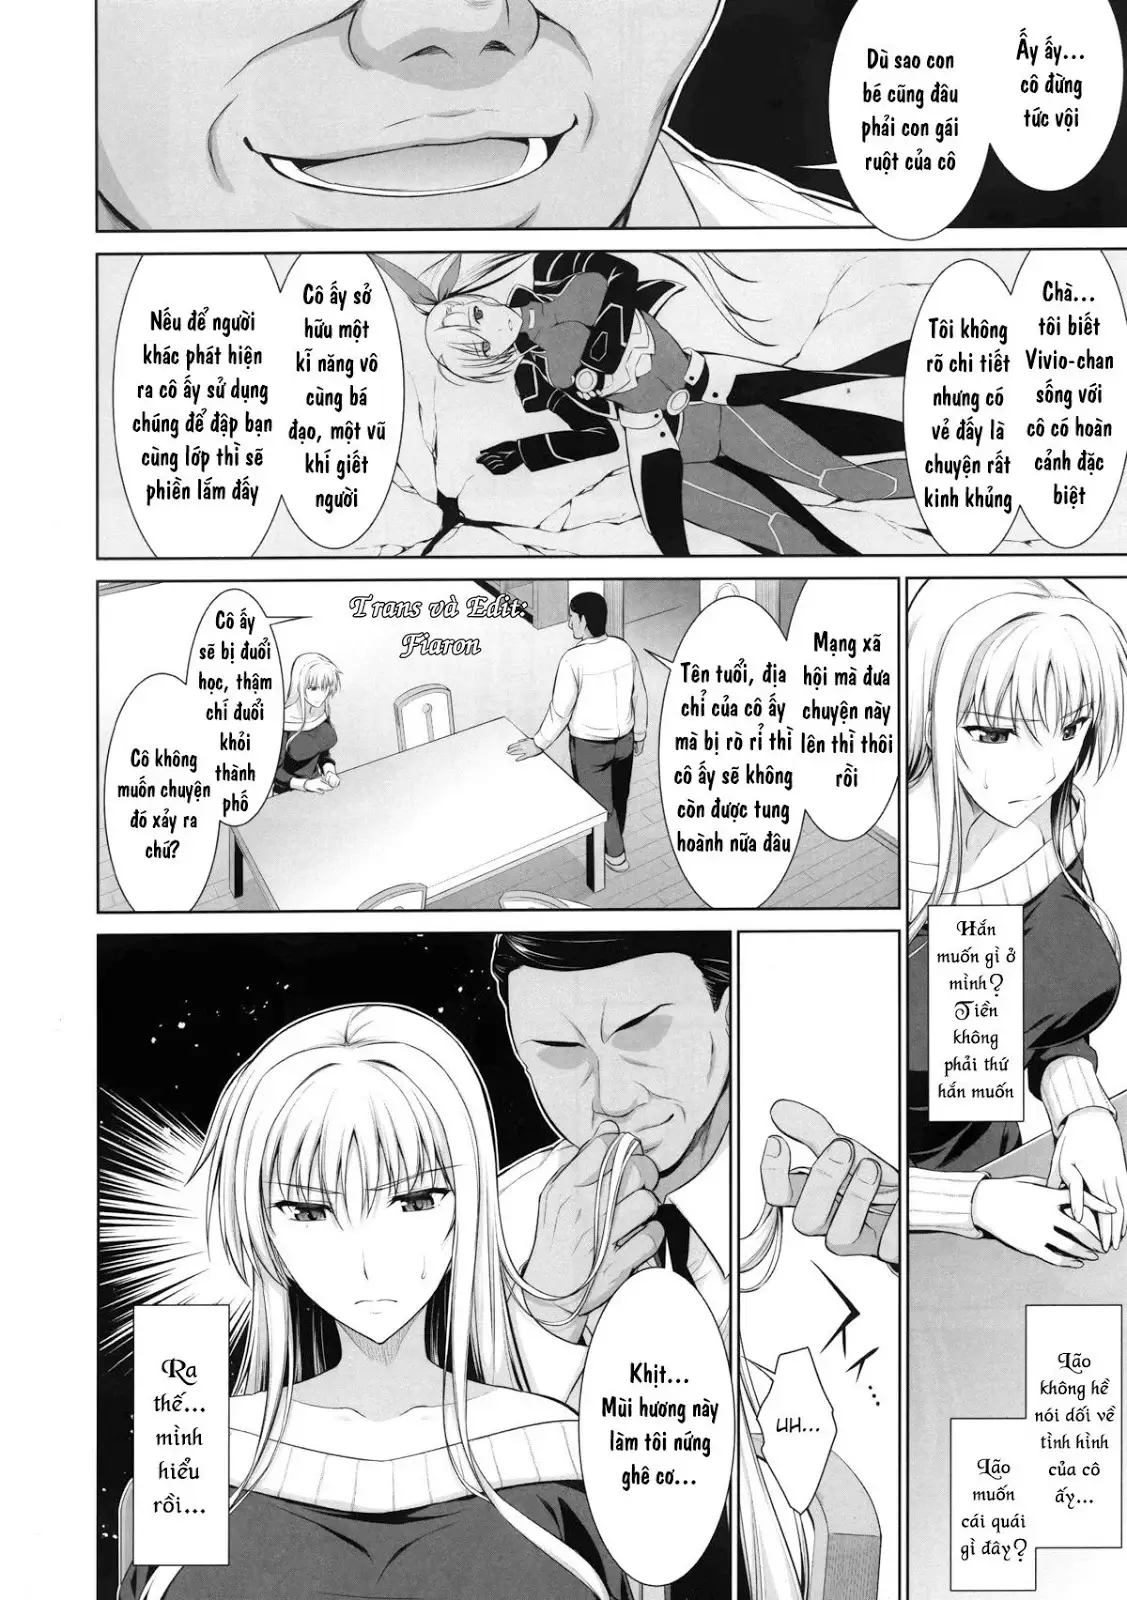 Ấy ấy...
cô đừng
tức vội
Dù sao con
bé cũng đâu
phải con gái
ruột của cô
Chà...
tôi biết
Vivio-chan
sống với
cô có hoàn
cảnh đặc
biệt
Tôi không
rõ chi tiết
nhưng có
vẻ đấy là
chuyện rất
kinh khủng
Cô ấy sở
hữu một
kĩ năng vô
cùng bá
đạo, một vũ
khí giết
người
Nếu để người
khác phát hiện
ra cô ấy sử dụng
chúng để đập bạn
cùng lớp thì sẽ
phiền lắm đấy
Mạng xã
hội mà đưa
chuyện này
lên thì thôi
rồi
Tên tuổi, địa
chỉ của cô ấy
mà bị rò rỉ thì
cô ấy sẽ không
còn được tung
hoành nữa đâu
Trans và Edit:
Fiaron
Cô ấy
sẽ bị đuổi
học, thậm
chí đuổi
khỏi
thành
phố
Cô không
muốn chuyện
đó xảy ra
chứ?
Hắn
muốn gì ở
mình?
Tiền
không
phải thứ
hắn muốn
Lão
không hề
nói dối về
tình hình
của cô
ấy...
Lão
muốn
cái quái
gì đây?
UH...
Khịt...
Mùi hương này
làm tôi nứng
ghê cơ...
Ra
thế... mình
hiểu
rồi...